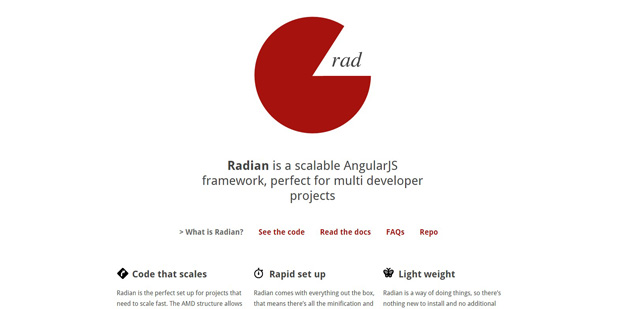 rad
Radian is a scalable AngularJS
framework, perfect for multi developer
projects
> What is Radian? See the code Read the docs FAQs Repo
Code that scales
Radian is the perfect set up for projects that
need to scale fast. The AMD structure allows
Rapid set up
Radian comes with everything out the box,
that means there's all the minification and
Light weight
Radian is a way of doing things, so there's
nothing new to install and no additional